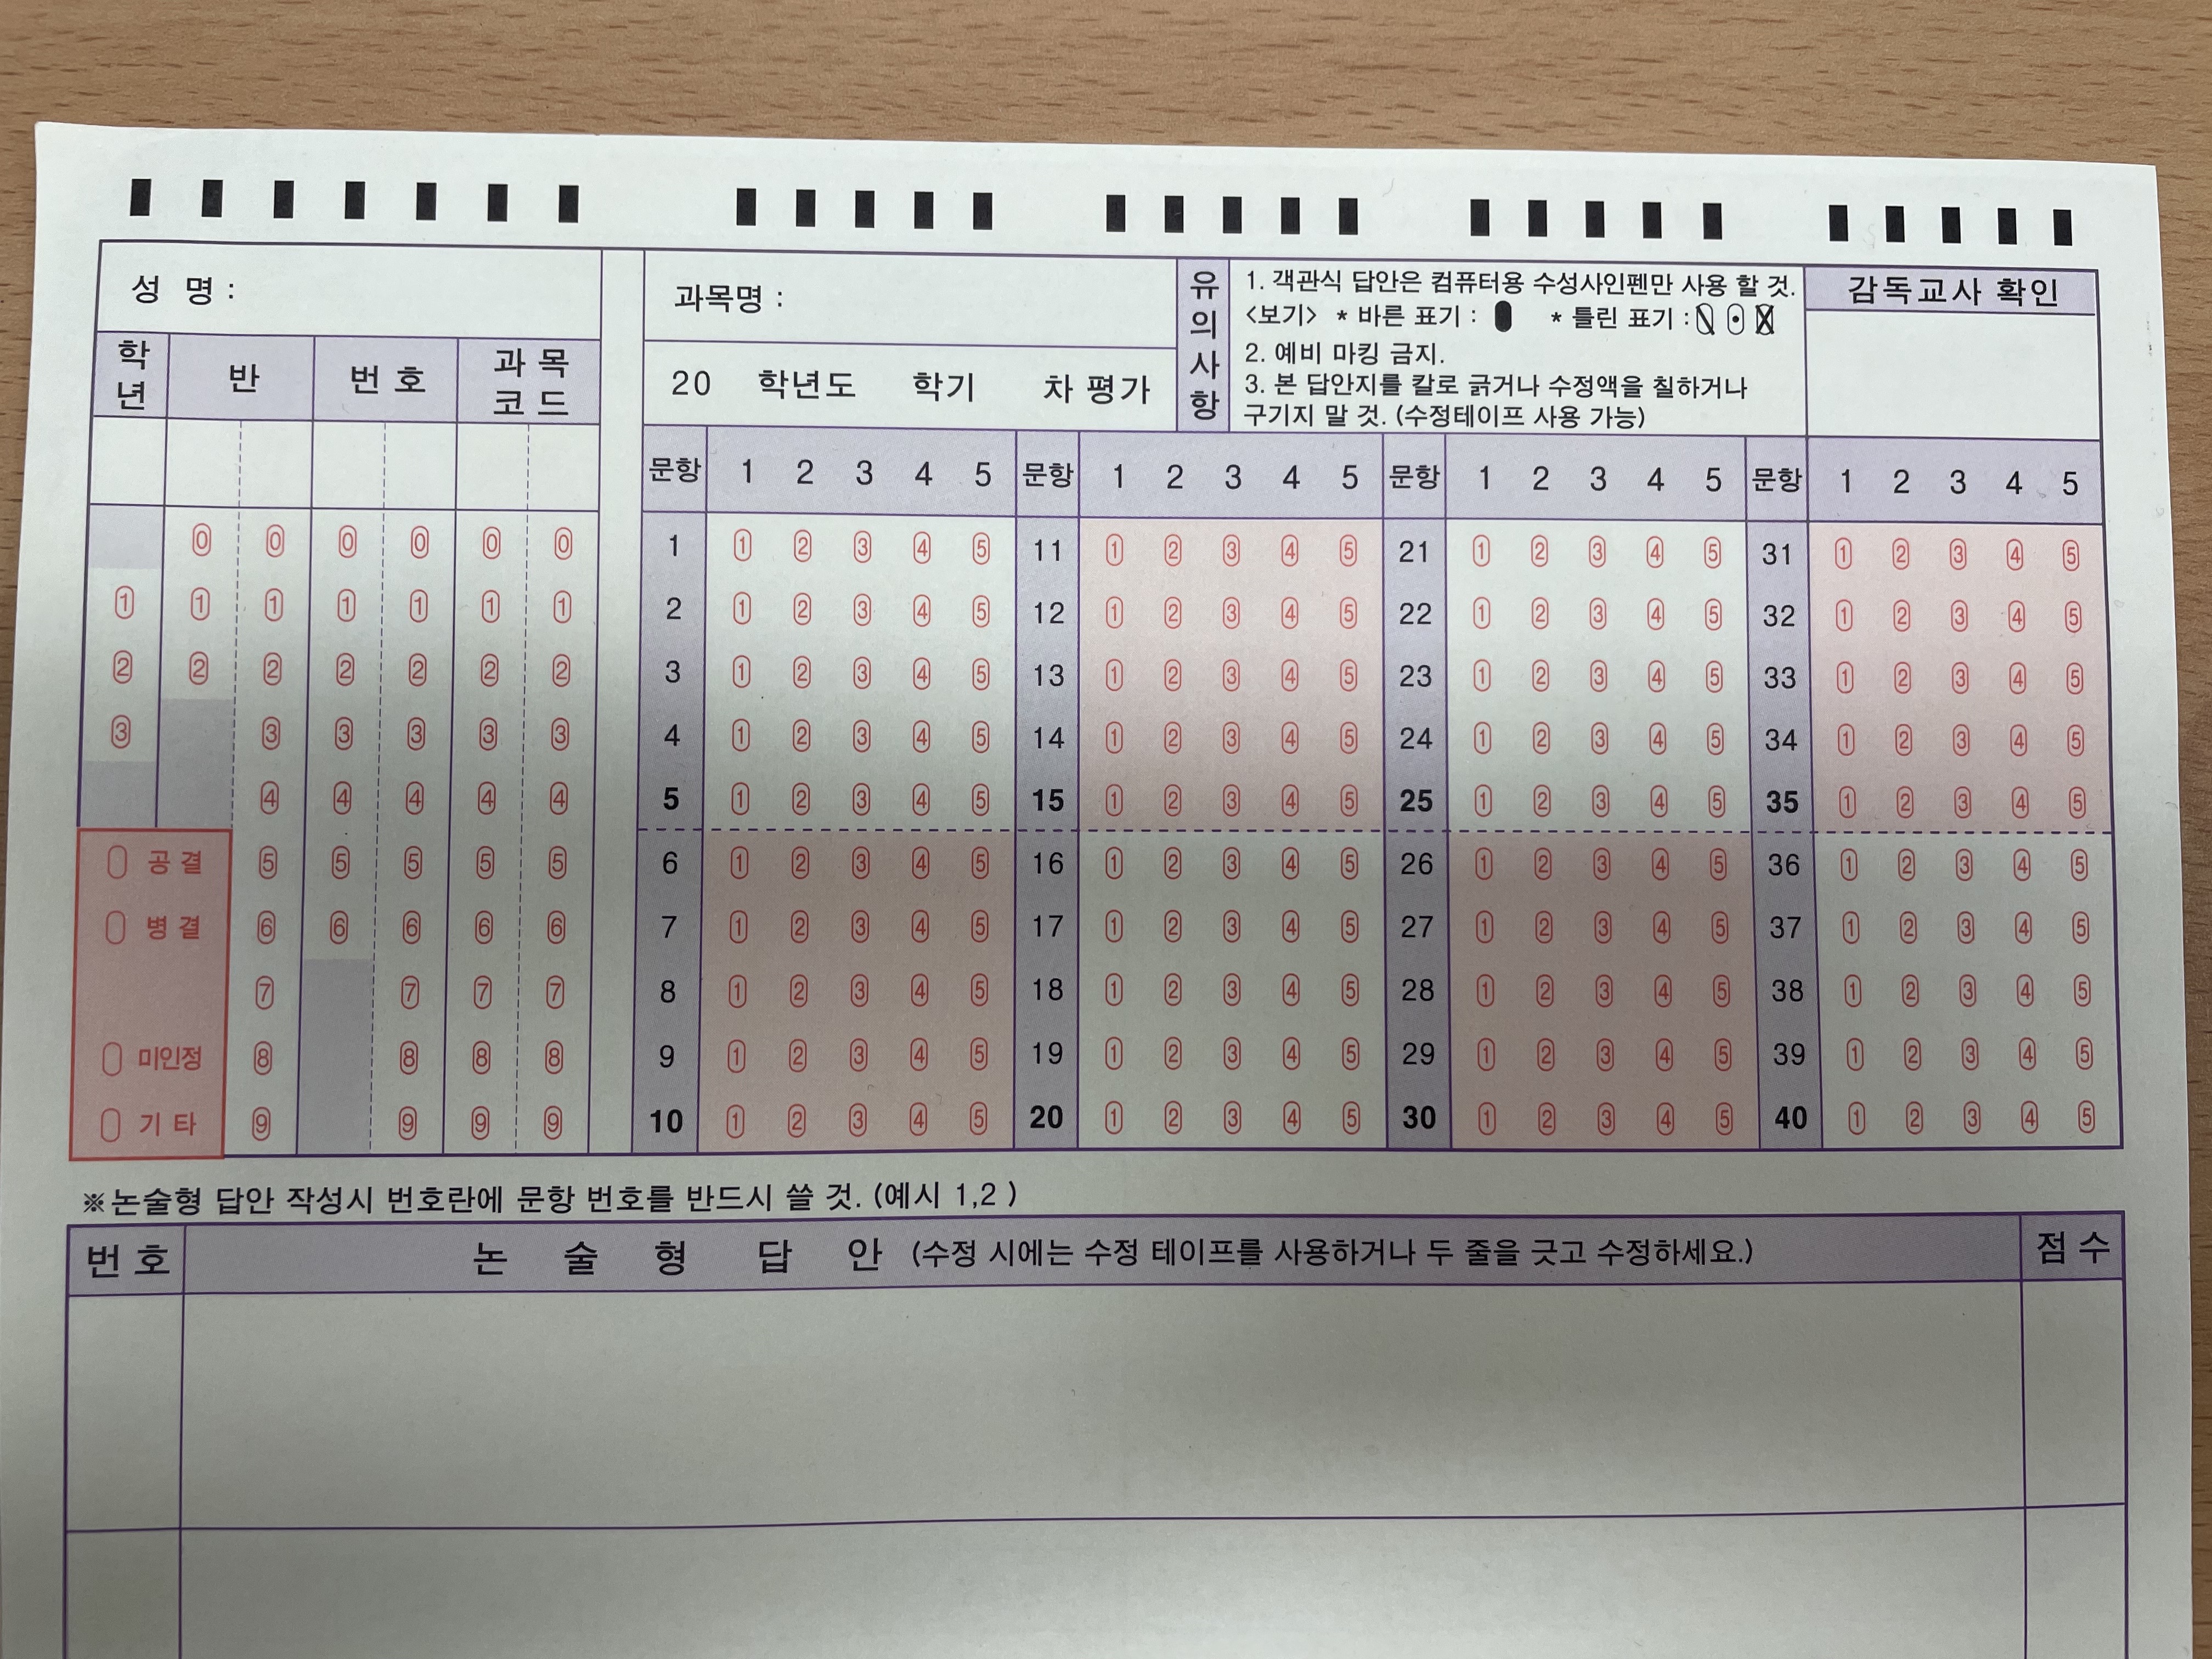 성 명 :
학년 반 번 호 과 목 코 드
0 0 0 0 0 0
1 1 1 1 1 1 1
2 2 2 2 2 2 2
3 3 3 3 3 3
4 4 4 4 4
공 결 5 5 5 5 5
병 결 6 6 6 6 6
7 7 7 7
미인정 8 8 8 8
기 타 9 9 9 9
과목명 :
20 학년도 학기 차 평가
유의사항
1. 객관식 답안은 컴퓨터용 수성사인펜만 사용 할 것.
<보기> * 바른 표기 : * 틀린 표기 :
2. 예비 마킹 금지.
3. 본 답안지를 칼로 긁거나 수정액을 칠하거나
구기지 말 것. (수정테이프 사용 가능)
감독교사 확인
문항 1 2 3 4 5 문항 1 2 3 4 5 문항 1 2 3 4 5 문항 1 2 3 4 5
1 1 2 3 4 5 11 1 2 3 4 5 21 1 2 3 4 5 31 1 2 3 4 5
2 1 2 3 4 5 12 1 2 3 4 5 22 1 2 3 4 5 32 1 2 3 4 5
3 1 2 3 4 5 13 1 2 3 4 5 23 1 2 3 4 5 33 1 2 3 4 5
4 1 2 3 4 5 14 1 2 3 4 5 24 1 2 3 4 5 34 1 2 3 4 5
5 1 2 3 4 5 15 1 2 3 4 5 25 1 2 3 4 5 35 1 2 3 4 5
6 1 2 3 4 5 16 1 2 3 4 5 26 1 2 3 4 5 36 1 2 3 4 5
7 1 2 3 4 5 17 1 2 3 4 5 27 1 2 3 4 5 37 1 2 3 4 5
8 1 2 3 4 5 18 1 2 3 4 5 28 1 2 3 4 5 38 1 2 3 4 5
9 1 2 3 4 5 19 1 2 3 4 5 29 1 2 3 4 5 39 1 2 3 4 5
10 1 2 3 4 5 20 1 2 3 4 5 30 1 2 3 4 5 40 1 2 3 4 5
※논술형 답안 작성시 번호란에 문항 번호를 반드시 쓸 것. (예시 1,2 )
번 호 논 술 형 답 안 (수정 시에는 수정 테이프를 사용하거나 두 줄을 긋고 수정하세요.) 점 수